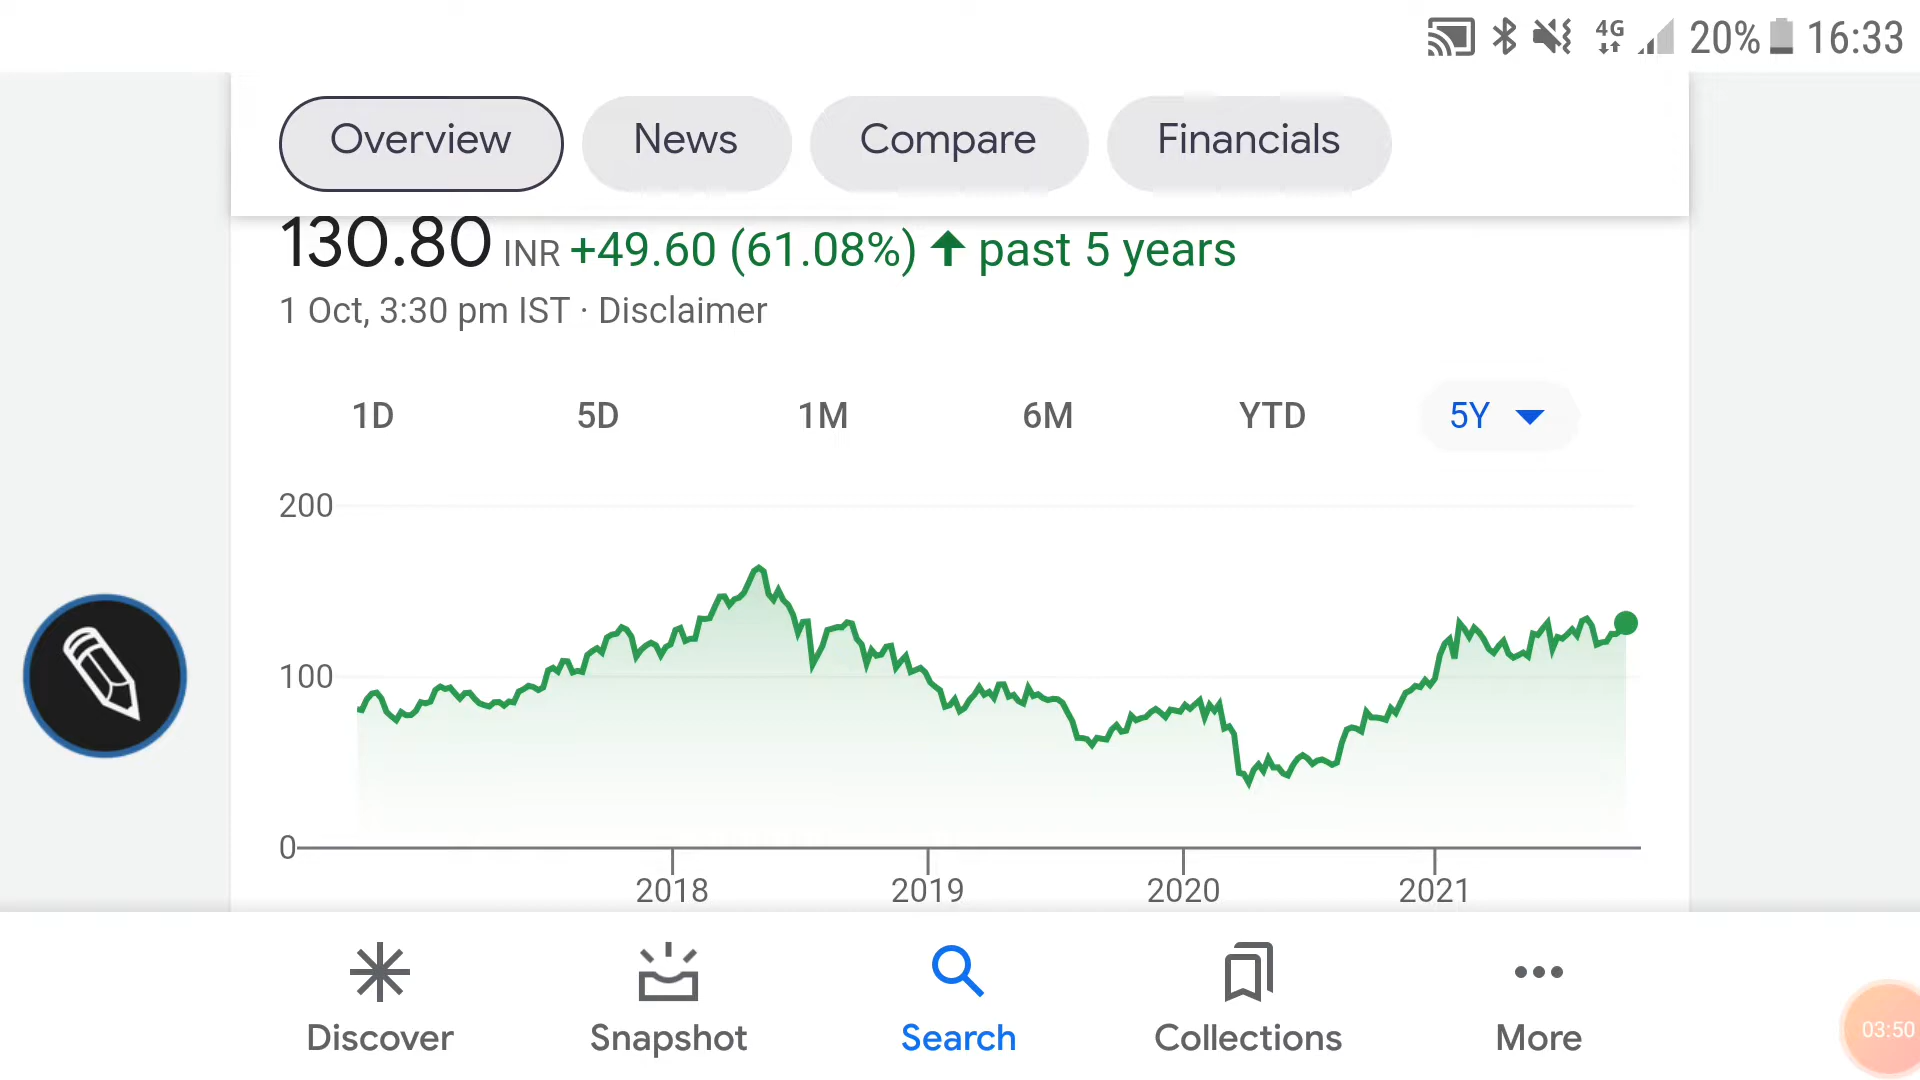 4G 20% 16:33
Overview News Compare Financials
130.80 INR +49.60 (61.08%) ↑ past 5 years
1 Oct, 3:30 pm IST · Disclaimer
1D 5D 1M 6M YTD 5Y
200
100
0
2018 2019 2020 2021
Discover Snapshot Search Collections More
03:50